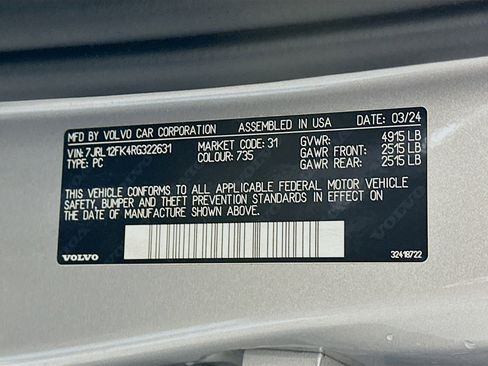 MFD BY VOLVO CAR CORPORATION ASSEMBLED IN USA DATE: 03/24
VIN: 7JRL12FK4RG322631 MARKET CODE: 31 GVWR: 4915 LB
TYPE: PC COLOUR: 735 GAWR FRONT: 2515 LB
GAWR REAR: 2515 LB
THIS VEHICLE CONFORMS TO ALL APPLICABLE FEDERAL MOTOR VEHICLE
SAFETY, BUMPER AND THEFT PREVENTION STANDARDS IN EFFECT ON
THE DATE OF MANUFACTURE SHOWN ABOVE.
VOLVO 32418722